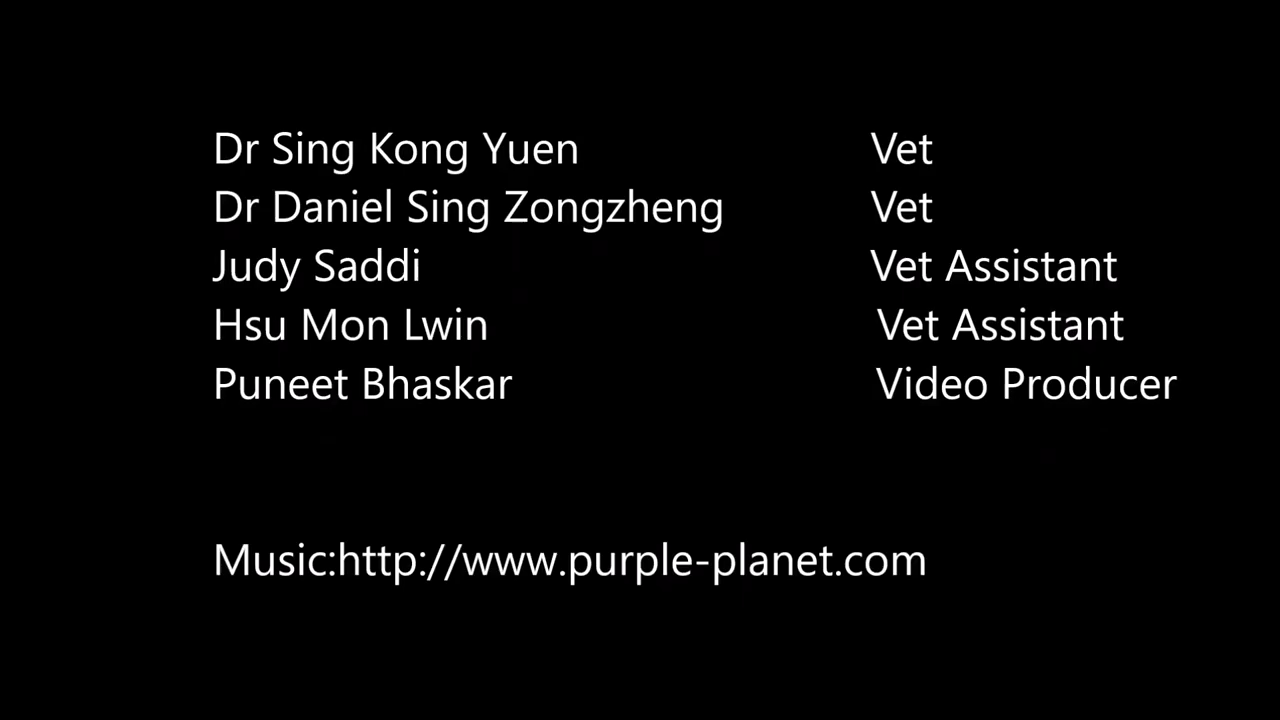 Dr Sing Kong Yuen Vet
Dr Daniel Sing Zongzheng Vet
Judy Saddi Vet Assistant
Hsu Mon Lwin Vet Assistant
Puneet Bhaskar Video Producer
Music:http://www.purple-planet.com